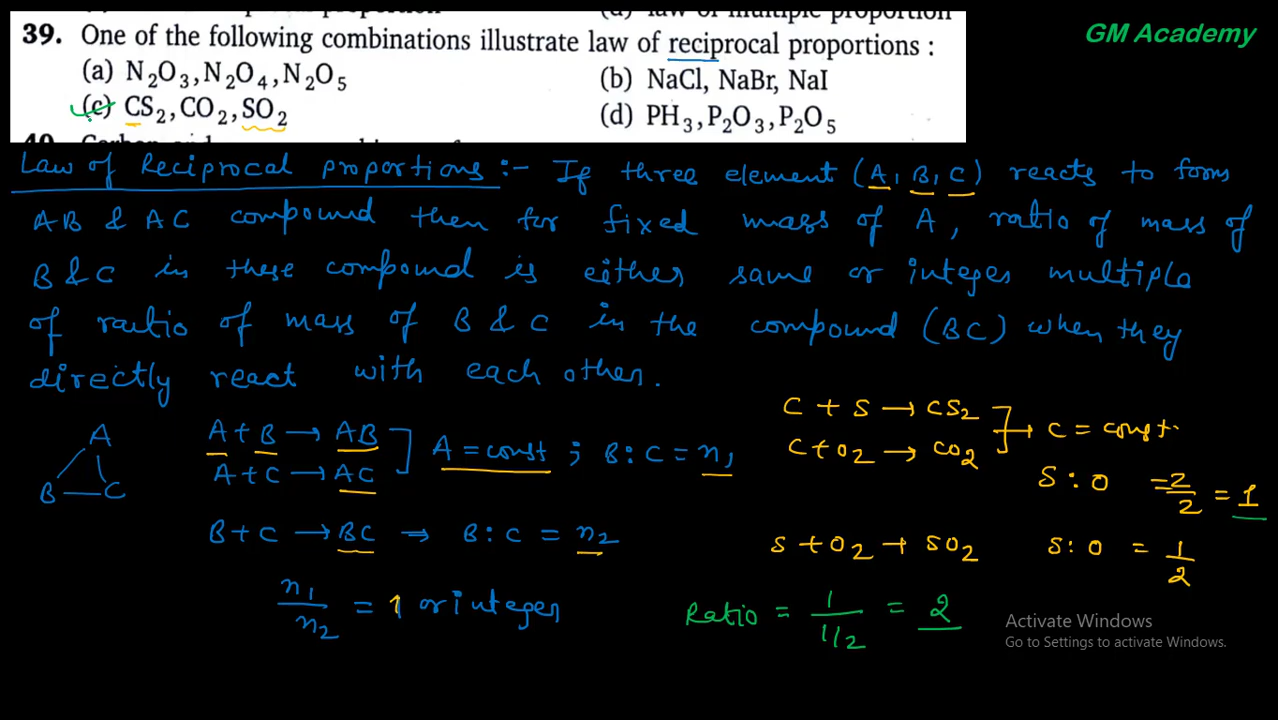 GM Academy
39. One of the following combinations illustrate law of reciprocal proportions :
(a) N2O3, N2O4, N2O5
(b) NaCl, NaBr, NaI
(c) CS2, CO2, SO2
(d) PH3, P2O3, P2O5
Law of Reciprocal proportions :- If three element (A, B, C) reacts to form
AB & AC compound then for fixed mass of A, ratio of mass of
B & C in these compound is either same or integer multiple
of ratio of mass of B & C in the compound (BC) when they
directly react with each other.
A
B C
A + B → AB
A + C → AC
A = const ; B : C = n1
B + C → BC ⇒ B : C = n2
n1/n2 = 1 or integer
C + S → CS2
C + O2 → CO2
C = const.
S : O = 2/2 = 1
S + O2 → SO2 S : O = 1/2
Ratio = 1/1/2 = 2
Activate Windows
Go to Settings to activate Windows.